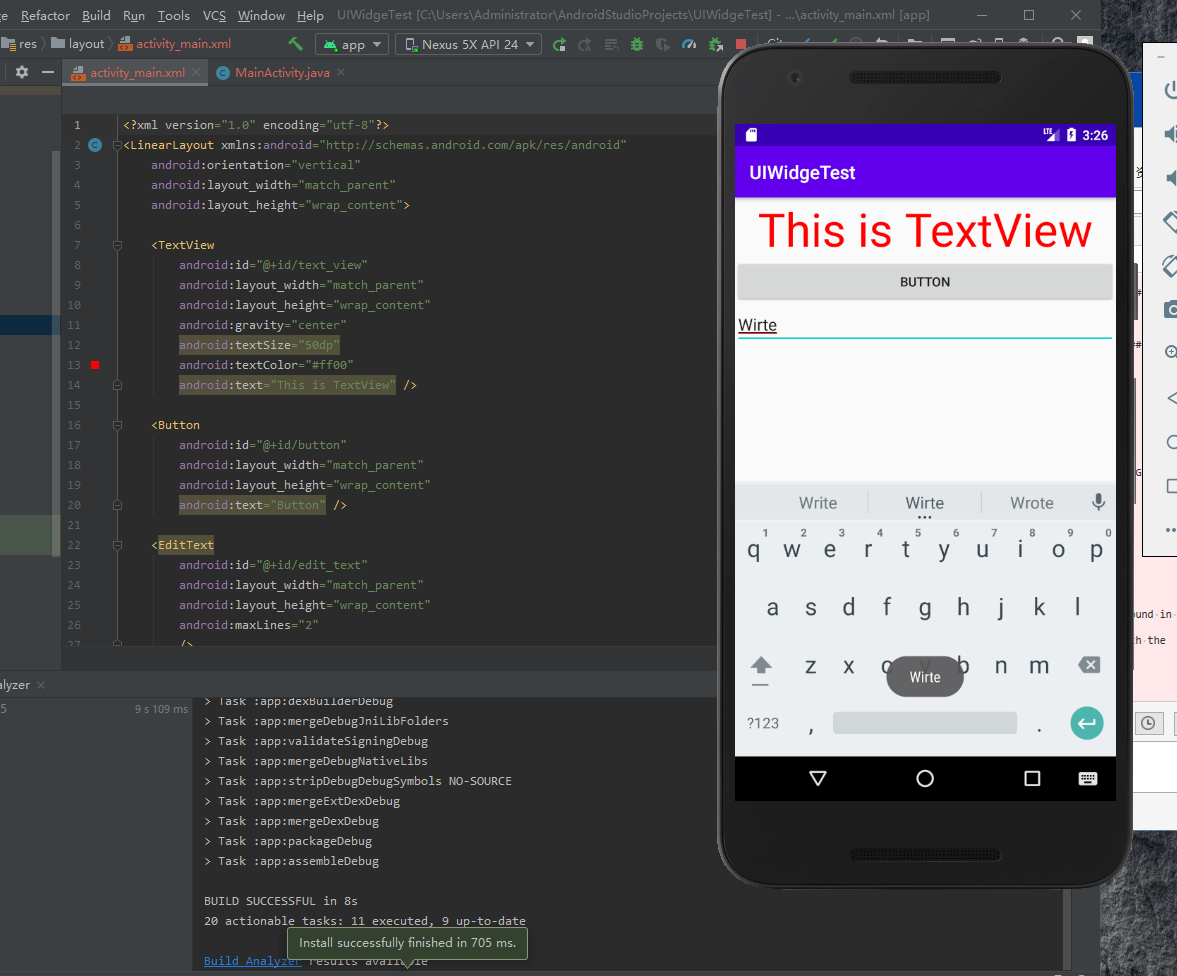 Refactor Build Run Tools VCS Window Help UIWidgeTest [C:\Users\Administrator\AndroidStudioProjects\UIWidgeTest] - ...\activity_main.xml [app]
res layout activity_main.xml app Nexus 5X API 24
activity_main.xml MainActivity.java
1 <?xml version="1.0" encoding="utf-8"?>
2 <LinearLayout xmlns:android="http://schemas.android.com/apk/res/android"
3 android:orientation="vertical"
4 android:layout_width="match_parent"
5 android:layout_height="wrap_content">
6
7 <TextView
8 android:id="@+id/text_view"
9 android:layout_width="match_parent"
10 android:layout_height="wrap_content"
11 android:gravity="center"
12 android:textSize="50dp"
13 android:textColor="#ff00"
14 android:text="This is TextView" />
15
16 <Button
17 android:id="@+id/button"
18 android:layout_width="match_parent"
19 android:layout_height="wrap_content"
20 android:text="Button" />
21
22 <EditText
23 android:id="@+id/edit_text"
24 android:layout_width="match_parent"
25 android:layout_height="wrap_content"
26 android:maxLines="2"
27 />
alyzer
5 9 s 109 ms
> Task :app:dexBuilderDebug
> Task :app:mergeDebugJniLibFolders
> Task :app:validateSigningDebug
> Task :app:mergeDebugNativeLibs
> Task :app:stripDebugDebugSymbols NO-SOURCE
> Task :app:mergeExtDexDebug
> Task :app:mergeDexDebug
> Task :app:packageDebug
> Task :app:assembleDebug
BUILD SUCCESSFUL in 8s
20 actionable tasks: 11 executed, 9 up-to-date
Install successfully finished in 705 ms.
Build Analyzer results available
LTE 3:26
UIWidgeTest
This is TextView
BUTTON
Wirte
Write Wirte Wrote
1 2 3 4 5 6 7 8 9 0
q w e r t y u i o p
a s d f g h j k l
z x c v b n m
Wirte
?123 , .
#
#
G
und in
h the